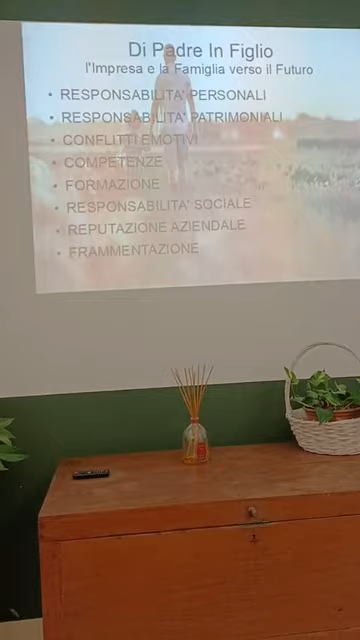 Di Padre In Figlio
l'Impresa e la Famiglia verso il Futuro
• RESPONSABILITA' PERSONALI
• RESPONSABILITA' PATRIMONIALI
• CONFLITTI EMOTIVI
• COMPETENZE
• FORMAZIONE
• RESPONSABILITA' SOCIALE
• REPUTAZIONE AZIENDALE
• FRAMMENTAZIONE